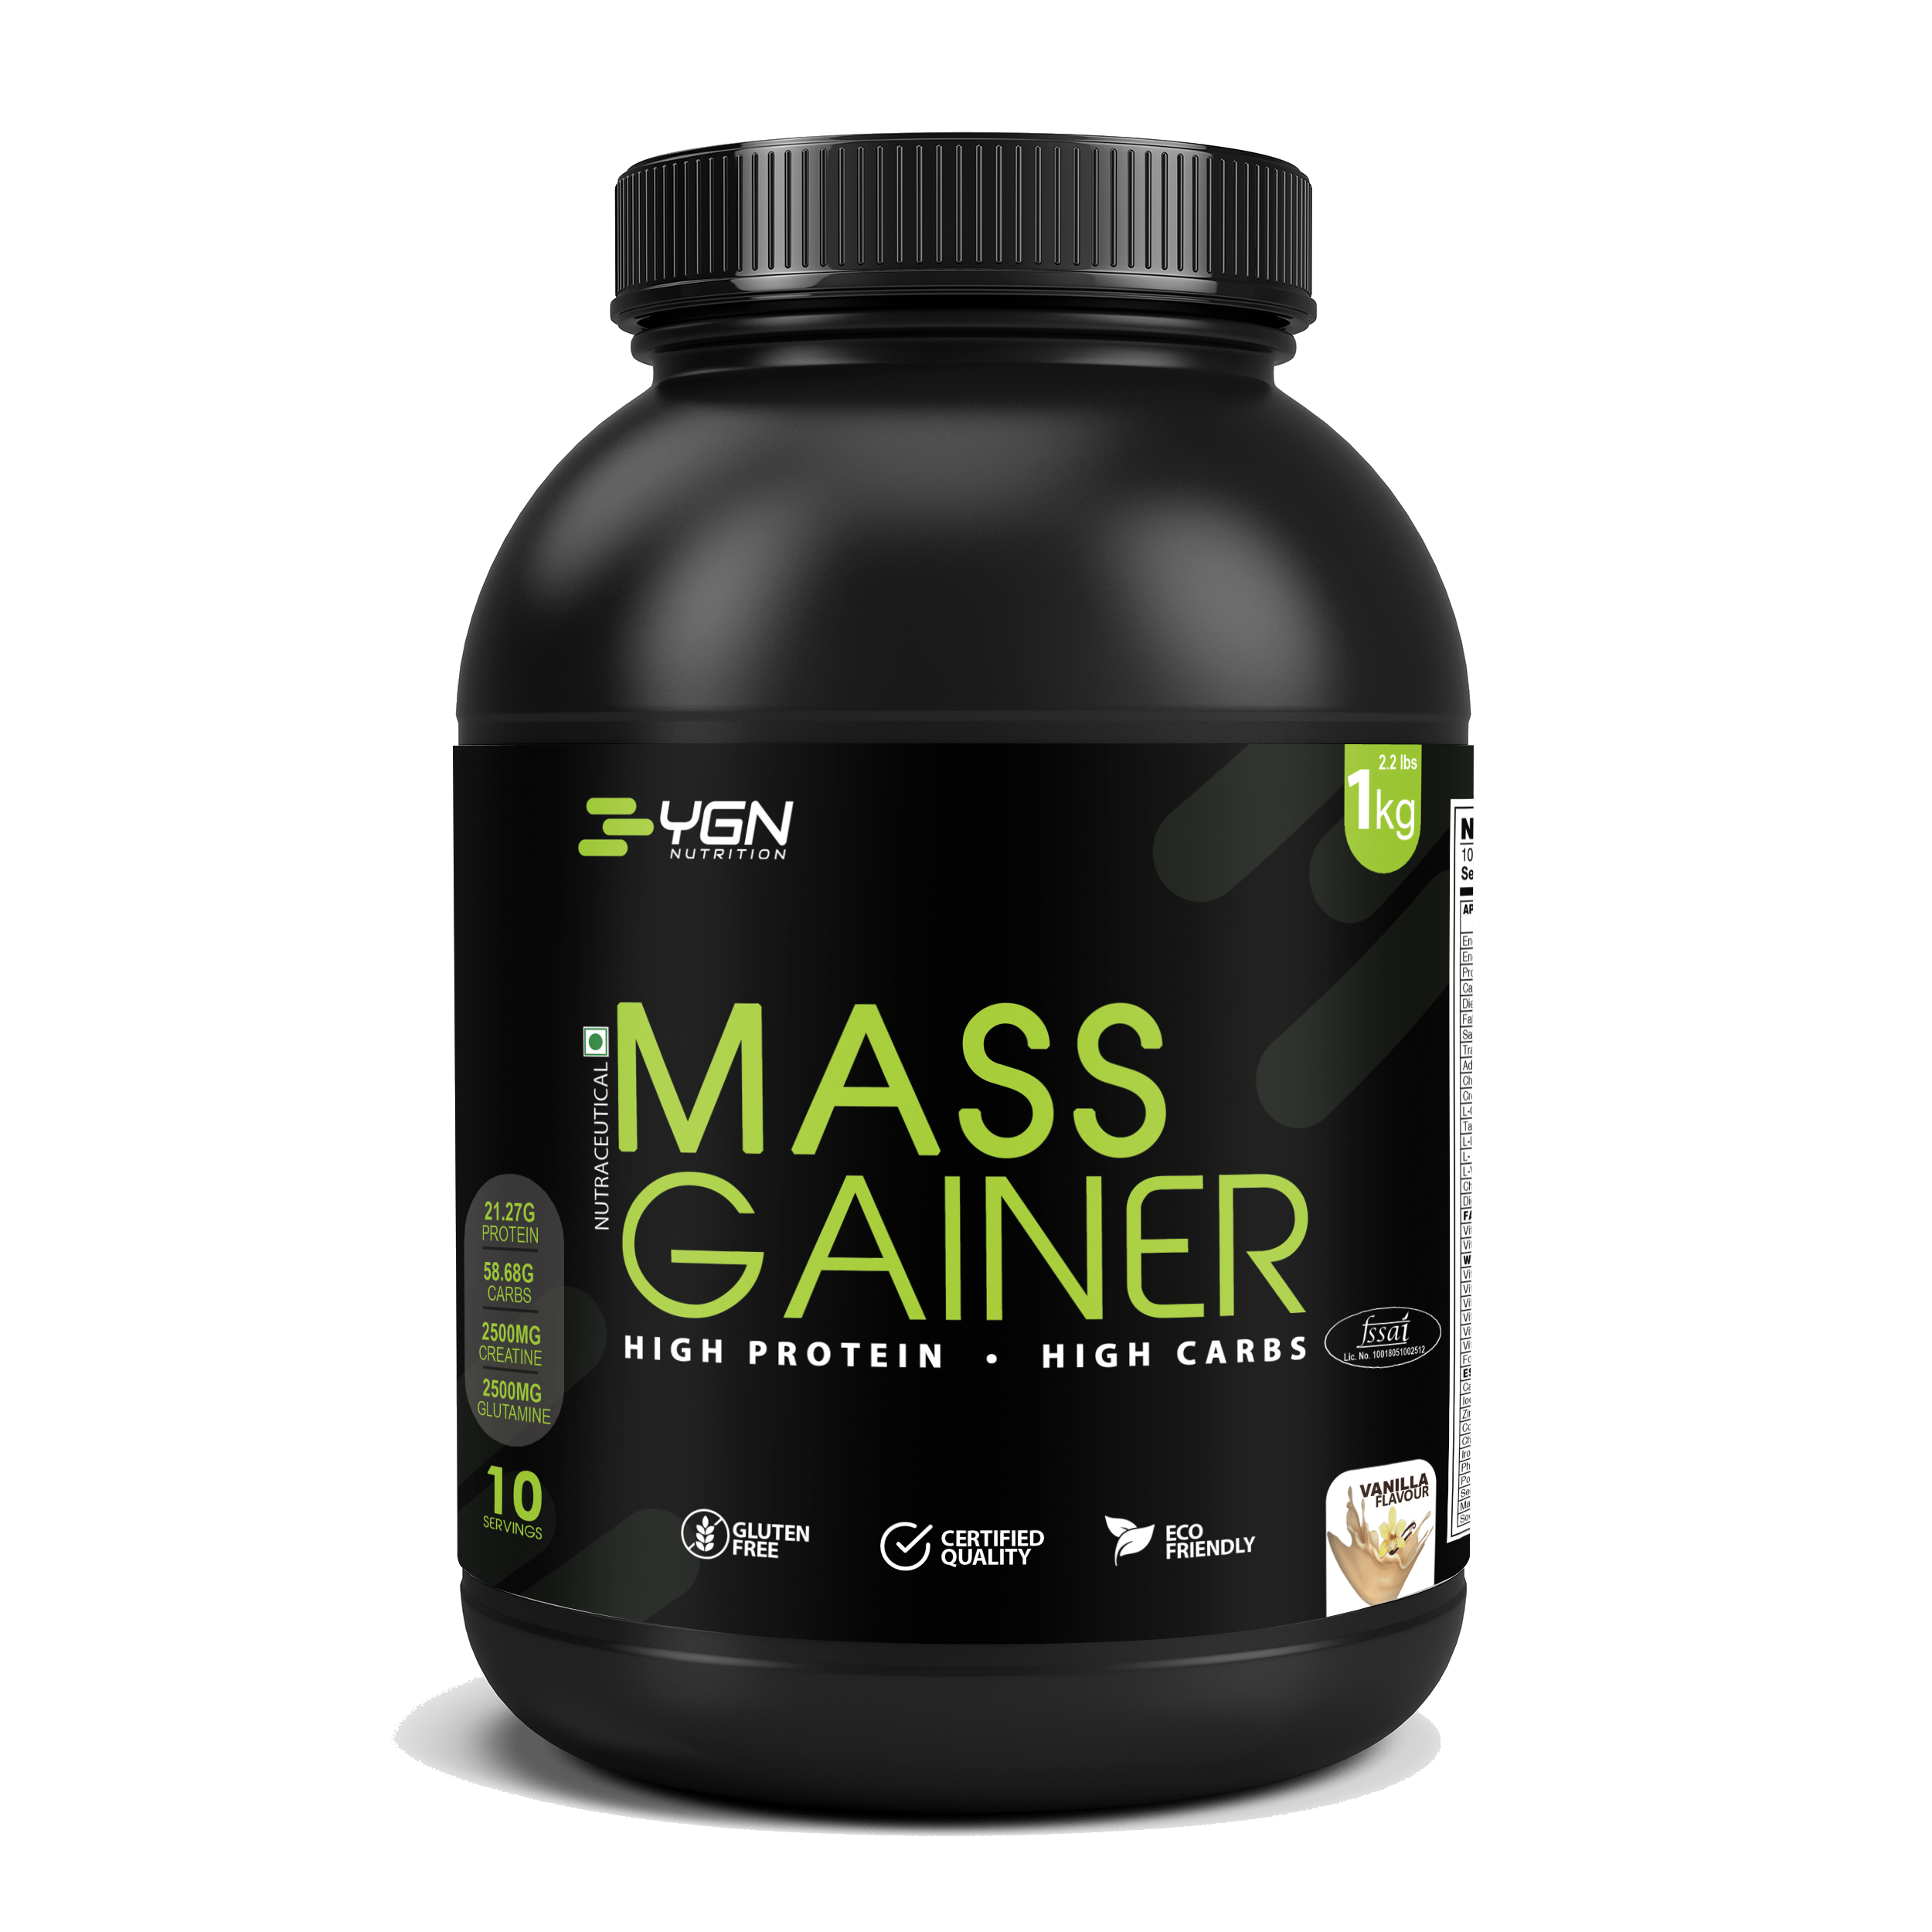 YGN
NUTRITION
2.2 lbs
1kg
NUTRACEUTICAL
MASS
GAINER
HIGH PROTEIN • HIGH CARBS
21.27G
PROTEIN
58.68G
CARBS
2500MG
CREATINE
2500MG
GLUTAMINE
10
SERVINGS
fssai
Lic. No. 10018051002512
GLUTEN
FREE
CERTIFIED
QUALITY
ECO
FRIENDLY
VANILLA
FLAVOUR